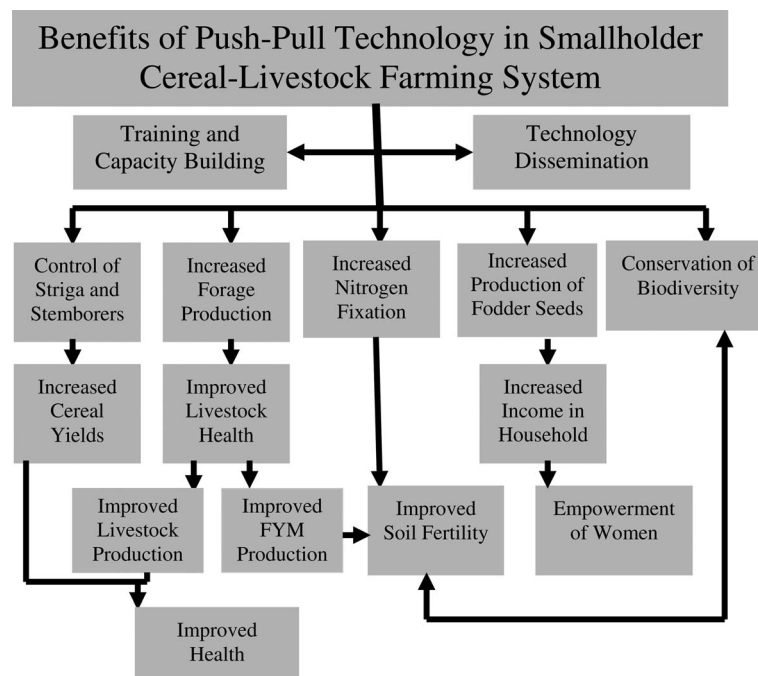 Benefits of Push-Pull Technology in Smallholder
Cereal-Livestock Farming System
Training and
Capacity Building
Technology
Dissemination
Control of
Striga and
Stemborers
Increased
Forage
Production
Increased
Nitrogen
Fixation
Increased
Production of
Fodder Seeds
Conservation of
Biodiversity
Increased
Cereal
Yields
Improved
Livestock
Health
Increased
Income in
Household
Improved
Livestock
Production
Improved
FYM
Production
Improved
Soil Fertility
Empowerment
of Women
Improved
Health